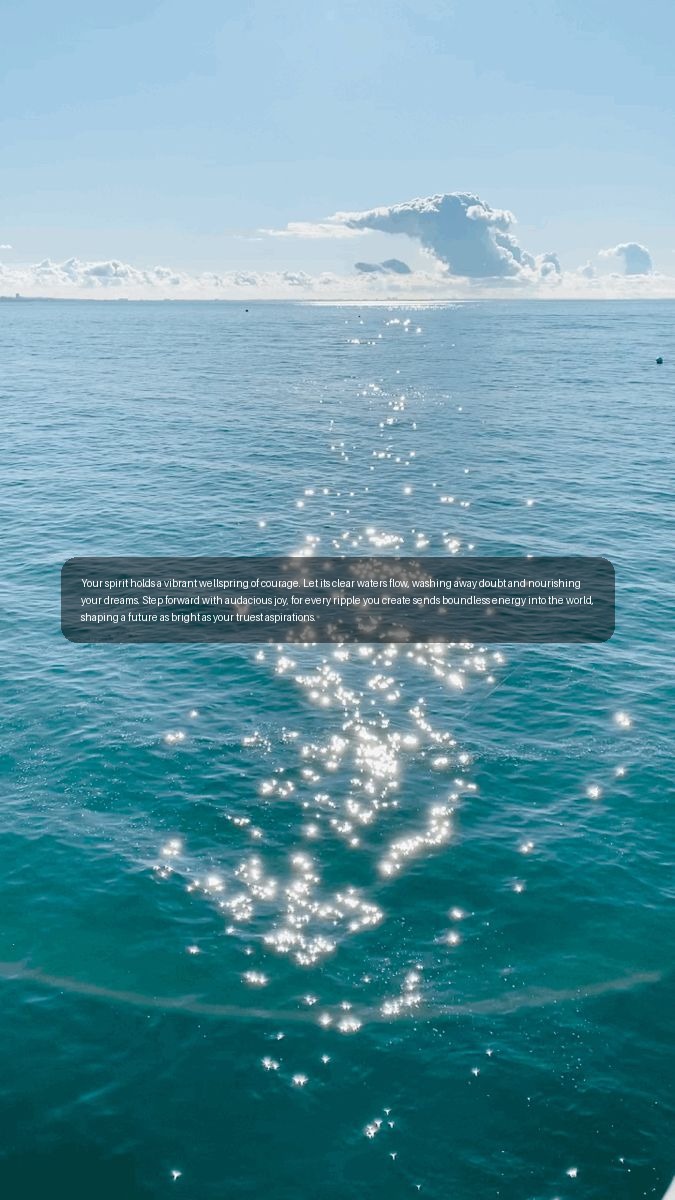 Your spirit holds a vibrant wellspring of courage. Let its clear waters flow, washing away doubt and nourishing
your dreams. Step forward with audacious joy, for every ripple you create sends boundless energy into the world,
shaping a future as bright as your truest aspirations.